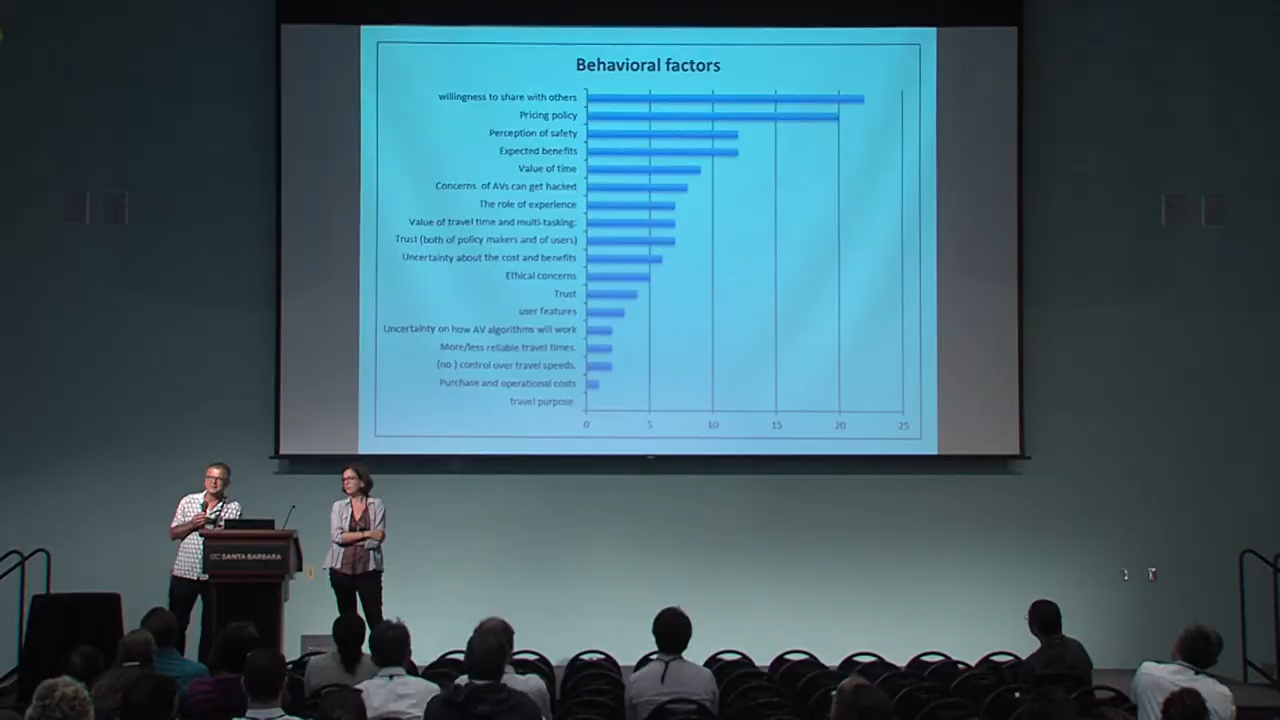 Behavioral factors
willingness to share with others
Pricing policy
Perception of safety
Expected benefits
Value of time
Concerns of AVs can get hacked
The role of experience
Value of travel time and multi-tasking:
Trust (both of policy makers and of users)
Uncertainty about the cost and benefits
Ethical concerns
Trust
user features
Uncertainty on how AV algorithms will work
More/less reliable travel times.
(no ) control over travel speeds.
Purchase and operational costs
travel purpose
0 5 10 15 20 25
UC SANTA BARBARA